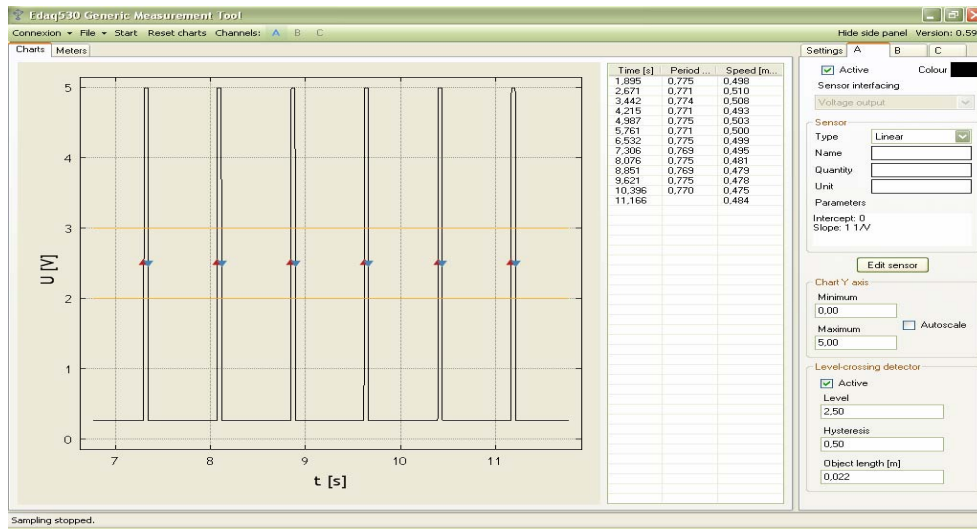 Edaq530 Generic Measurement Tool
Connexion File Start Reset charts Channels: A B C Hide side panel Version: 0.59
Charts Meters
Settings A B C
U [V]
5
4
3
2
1
0
7 8 9 10 11
t [s]
Time [s] Period ... Speed [m...
1,895 0,775 0,498
2,671 0,771 0,510
3,442 0,774 0,508
4,215 0,771 0,493
4,987 0,775 0,503
5,761 0,771 0,500
6,532 0,775 0,499
7,306 0,769 0,495
8,076 0,775 0,481
8,851 0,769 0,479
9,621 0,775 0,478
10,396 0,770 0,475
11,166 0,484
Active Colour
Sensor interfacing
Voltage output
Sensor
Type Linear
Name
Quantity
Unit
Parameters
Intercept: 0
Slope: 1 1/V
Edit sensor
Chart Y axis
Minimum
0,00
Autoscale
Maximum
5,00
Level-crossing detector
Active
Level
2,50
Hysteresis
0,50
Object length [m]
0,022
Sampling stopped.